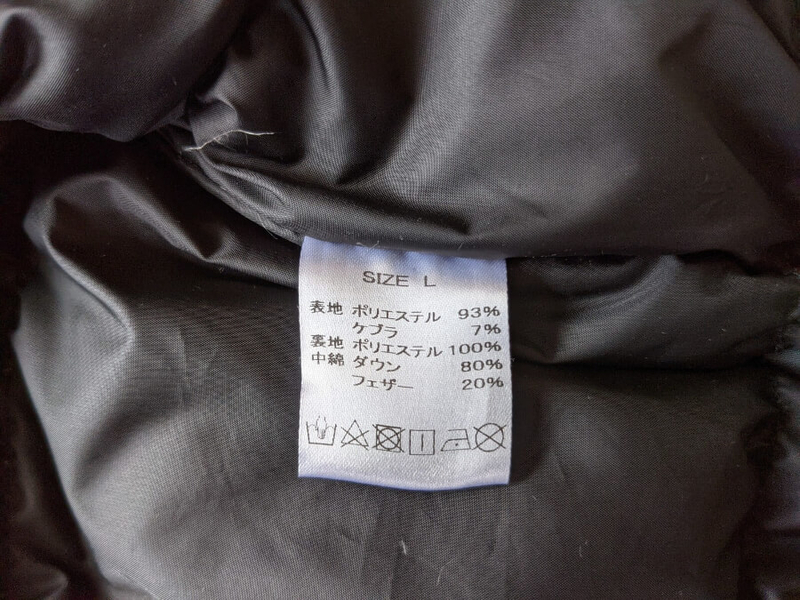 SIZE L
表地 ポリエステル 93%
ケブラ 7%
裏地 ポリエステル 100%
中綿 ダウン 80%
フェザー 20%